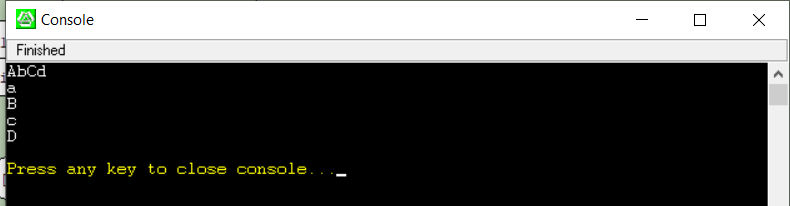 Console
Finished
AbCd
a
B
c
D
Press any key to close console...